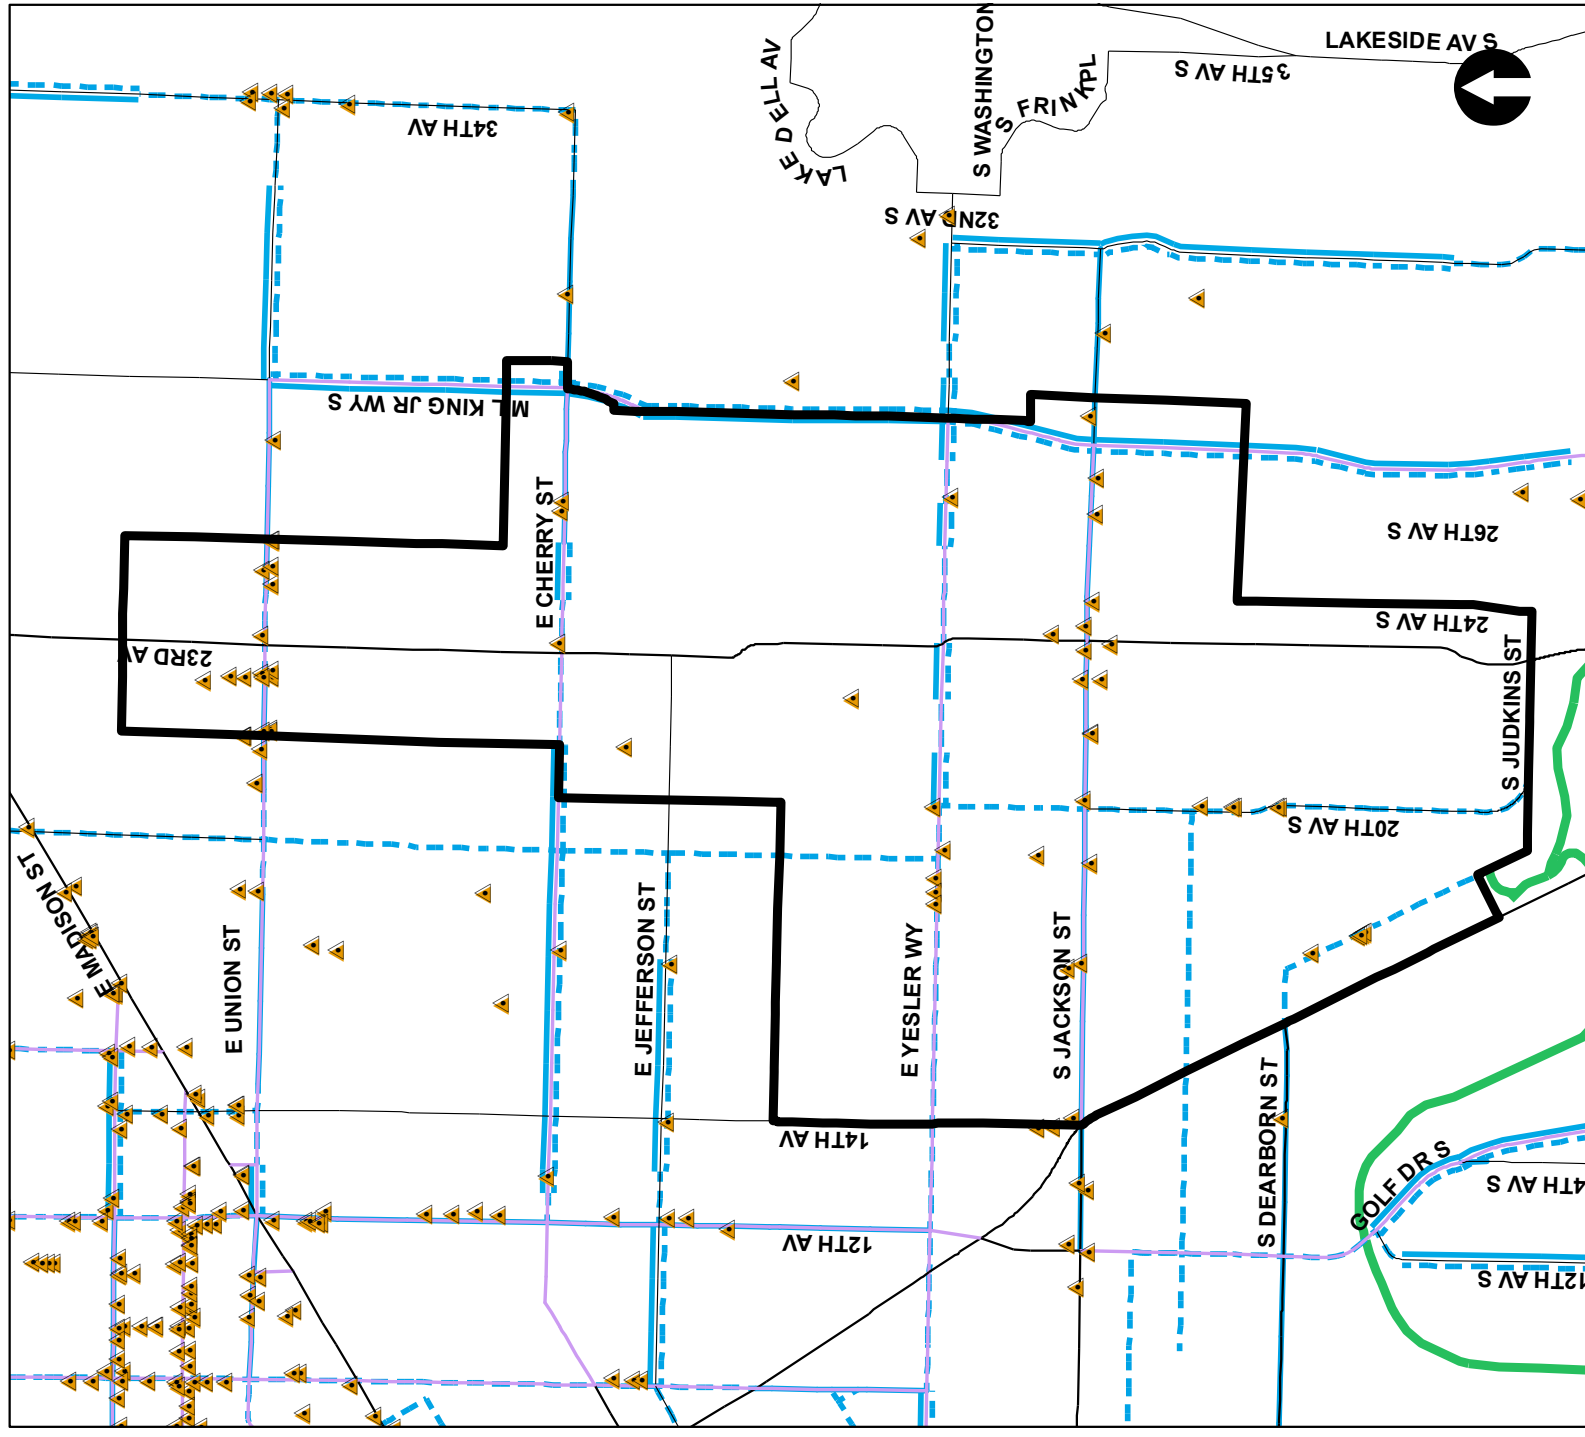 LAKESIDE AV S
35TH AV S
S WASHINGTON
S FRINK PL
LAKE DELL AV
34TH AV
32ND AV S
M L KING JR WY S
E CHERRY ST
26TH AV S
24TH AV S
23RD AV
S JUDKINS ST
20TH AV S
E MADISON ST
E UNION ST
E JEFFERSON ST
E YESLER WY
S JACKSON ST
S DEARBORN ST
14TH AV
GOLF DR S
4TH AV S
12TH AV
12TH AV S